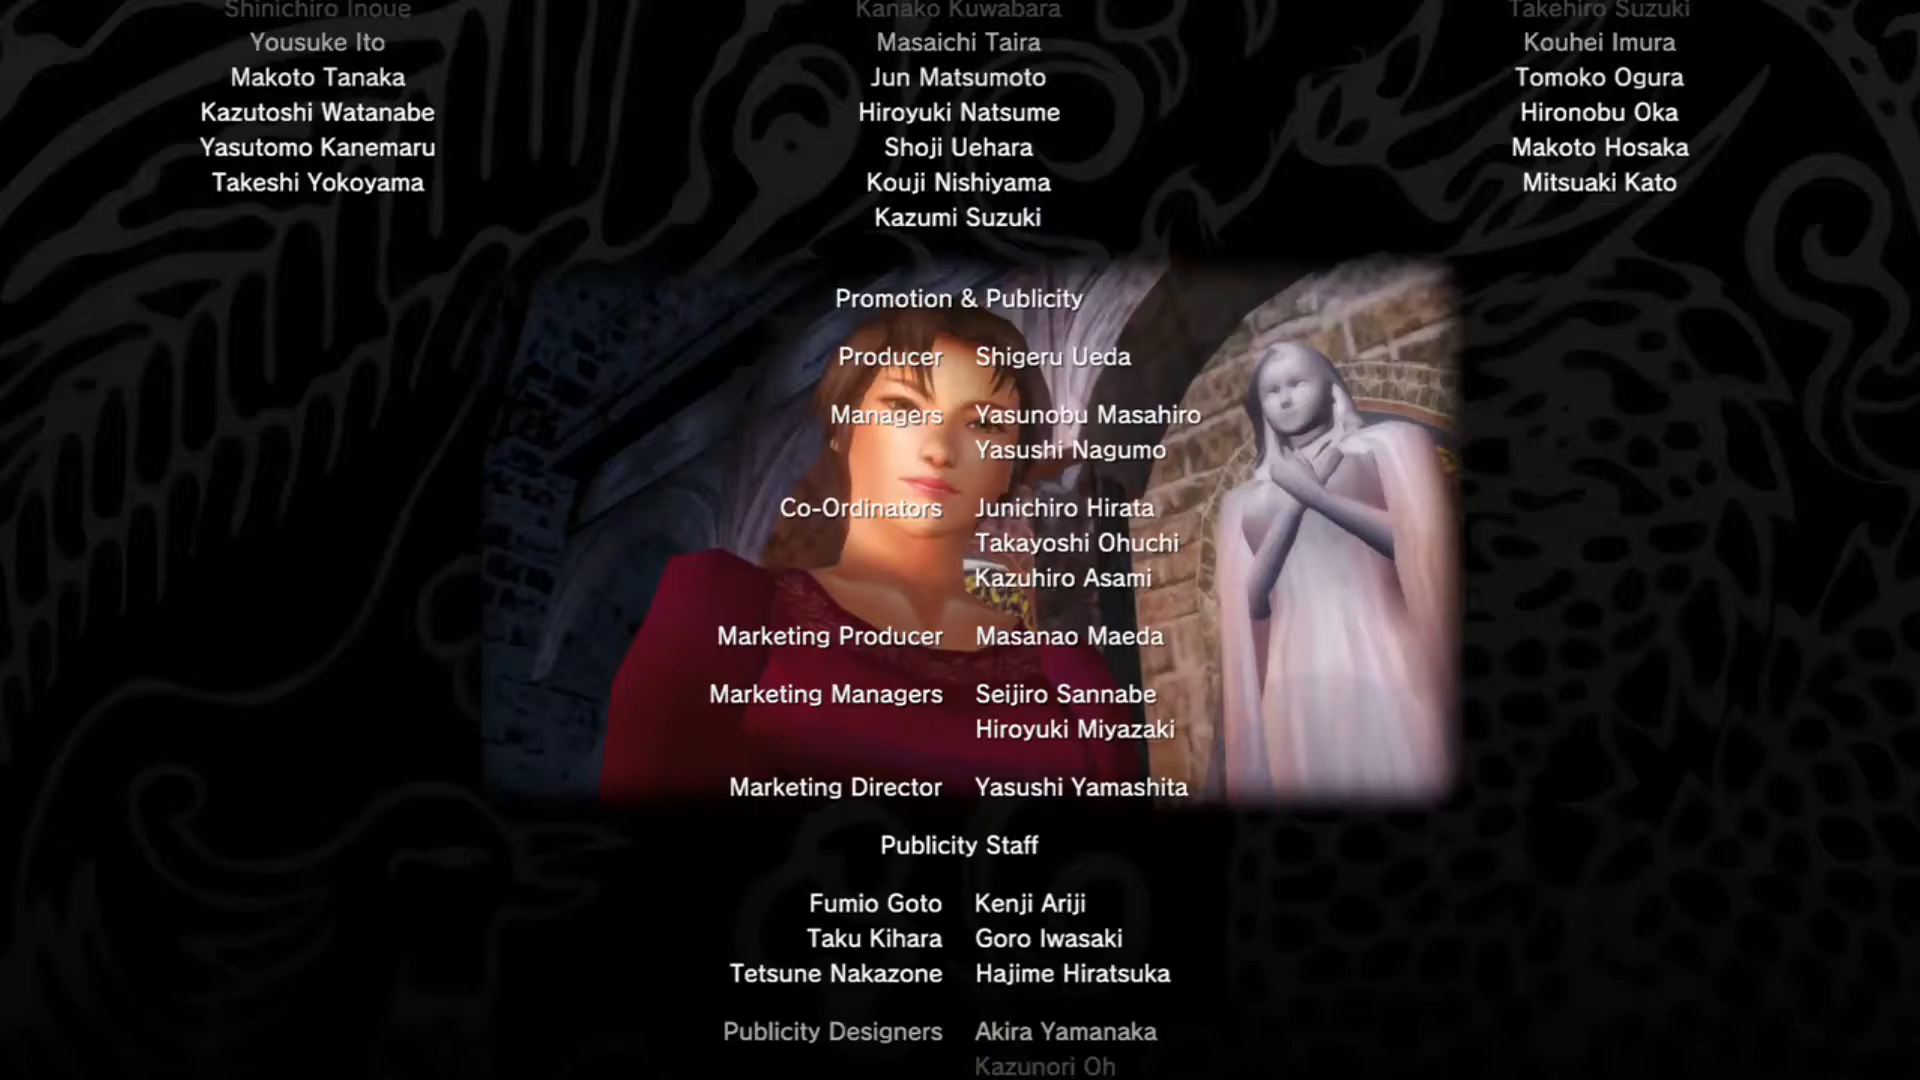 Shinichiro Inoue Kanako Kuwabara Takehiro Suzuki
Yousuke Ito Masaichi Taira Kouhei Imura
Makoto Tanaka Jun Matsumoto Tomoko Ogura
Kazutoshi Watanabe Hiroyuki Natsume Hironobu Oka
Yasutomo Kanemaru Shoji Uehara Makoto Hosaka
Takeshi Yokoyama Kouji Nishiyama Mitsuaki Kato
Kazumi Suzuki
Promotion & Publicity
Producer Shigeru Ueda
Managers Yasunobu Masahiro
Yasushi Nagumo
Co-Ordinators Junichiro Hirata
Takayoshi Ohuchi
Kazuhiro Asami
Marketing Producer Masanao Maeda
Marketing Managers Seijiro Sannabe
Hiroyuki Miyazaki
Marketing Director Yasushi Yamashita
Publicity Staff
Fumio Goto Kenji Ariji
Taku Kihara Goro Iwasaki
Tetsune Nakazone Hajime Hiratsuka
Publicity Designers Akira Yamanaka
Kazunori Oh